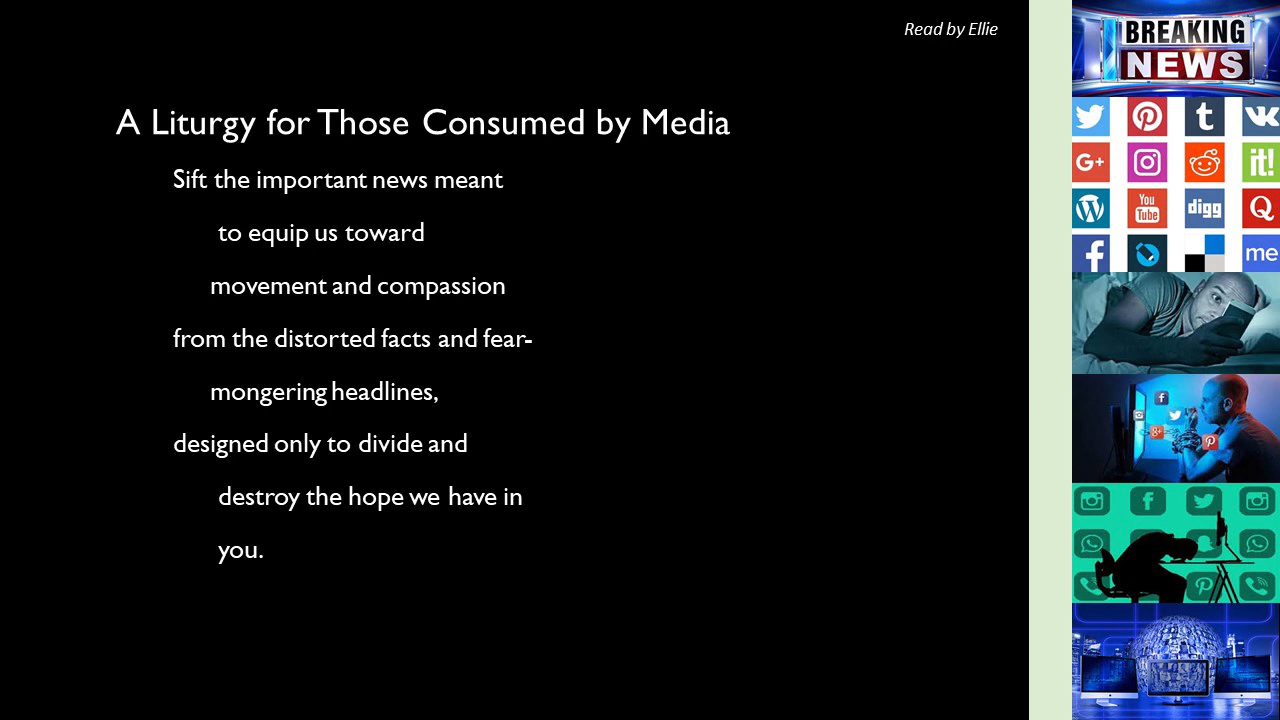 Read by Ellie
A Liturgy for Those Consumed by Media
Sift the important news meant
to equip us toward
movement and compassion
from the distorted facts and fear-
mongering headlines,
designed only to divide and
destroy the hope we have in
you.
BREAKING
NEWS
t
G+
it!
You
Tube
digg
Q
f
me
f
g+
f